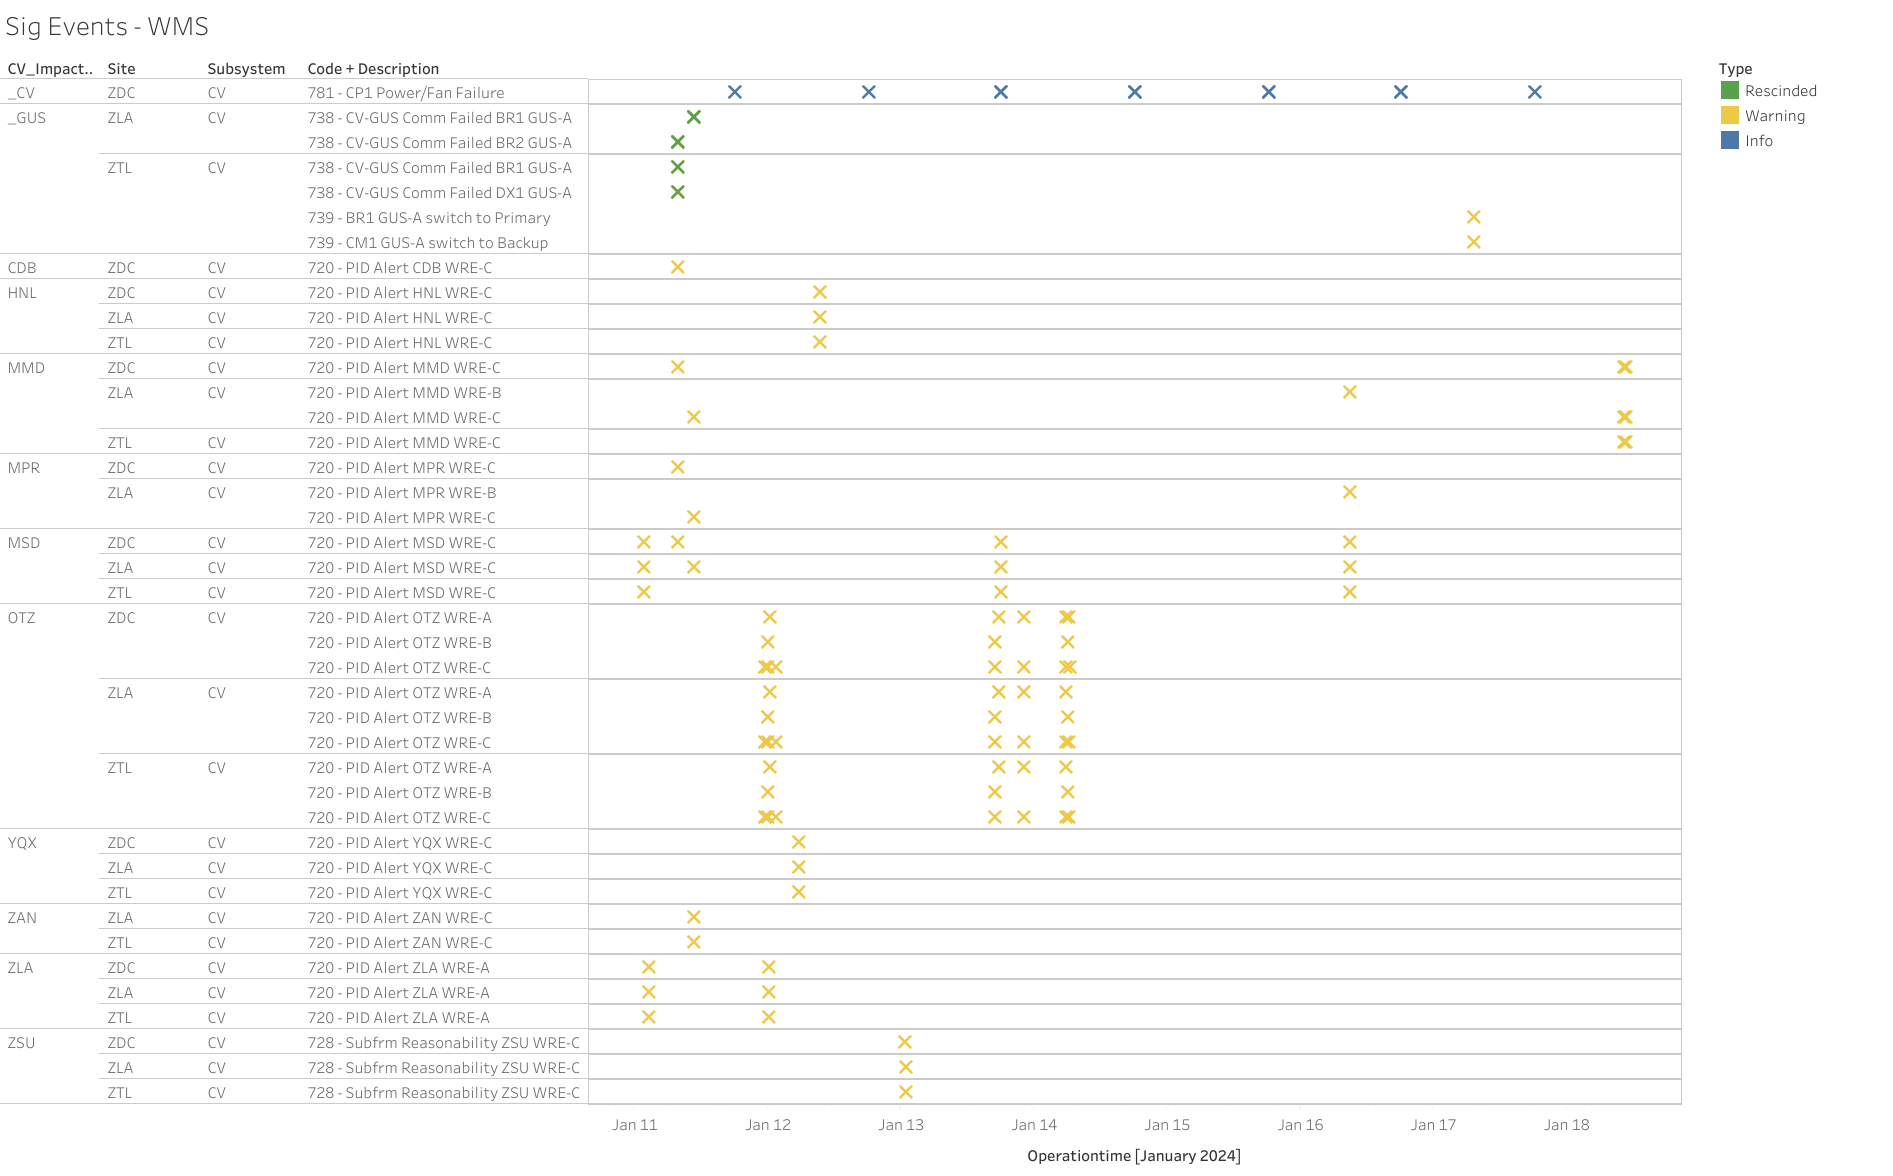 Sig Events - WMS
CV_Impact.. Site Subsystem Code + Description
_CV ZDC CV 781 - CP1 Power/Fan Failure
_GUS ZLA CV 738 - CV-GUS Comm Failed BR1 GUS-A
738 - CV-GUS Comm Failed BR2 GUS-A
ZTL CV 738 - CV-GUS Comm Failed BR1 GUS-A
738 - CV-GUS Comm Failed DX1 GUS-A
739 - BR1 GUS-A switch to Primary
739 - CM1 GUS-A switch to Backup
CDB ZDC CV 720 - PID Alert CDB WRE-C
HNL ZDC CV 720 - PID Alert HNL WRE-C
ZLA CV 720 - PID Alert HNL WRE-C
ZTL CV 720 - PID Alert HNL WRE-C
MMD ZDC CV 720 - PID Alert MMD WRE-C
ZLA CV 720 - PID Alert MMD WRE-B
720 - PID Alert MMD WRE-C
ZTL CV 720 - PID Alert MMD WRE-C
MPR ZDC CV 720 - PID Alert MPR WRE-C
ZLA CV 720 - PID Alert MPR WRE-B
720 - PID Alert MPR WRE-C
MSD ZDC CV 720 - PID Alert MSD WRE-C
ZLA CV 720 - PID Alert MSD WRE-C
ZTL CV 720 - PID Alert MSD WRE-C
OTZ ZDC CV 720 - PID Alert OTZ WRE-A
720 - PID Alert OTZ WRE-B
720 - PID Alert OTZ WRE-C
ZLA CV 720 - PID Alert OTZ WRE-A
720 - PID Alert OTZ WRE-B
720 - PID Alert OTZ WRE-C
ZTL CV 720 - PID Alert OTZ WRE-A
720 - PID Alert OTZ WRE-B
720 - PID Alert OTZ WRE-C
YQX ZDC CV 720 - PID Alert YQX WRE-C
ZLA CV 720 - PID Alert YQX WRE-C
ZTL CV 720 - PID Alert YQX WRE-C
ZAN ZLA CV 720 - PID Alert ZAN WRE-C
ZTL CV 720 - PID Alert ZAN WRE-C
ZLA ZDC CV 720 - PID Alert ZLA WRE-A
ZLA CV 720 - PID Alert ZLA WRE-A
ZTL CV 720 - PID Alert ZLA WRE-A
ZSU ZDC CV 728 - Subfrm Reasonability ZSU WRE-C
ZLA CV 728 - Subfrm Reasonability ZSU WRE-C
ZTL CV 728 - Subfrm Reasonability ZSU WRE-C
Jan 11 Jan 12 Jan 13 Jan 14 Jan 15 Jan 16 Jan 17 Jan 18
Operationtime [January 2024]
Type
Rescinded
Warning
Info